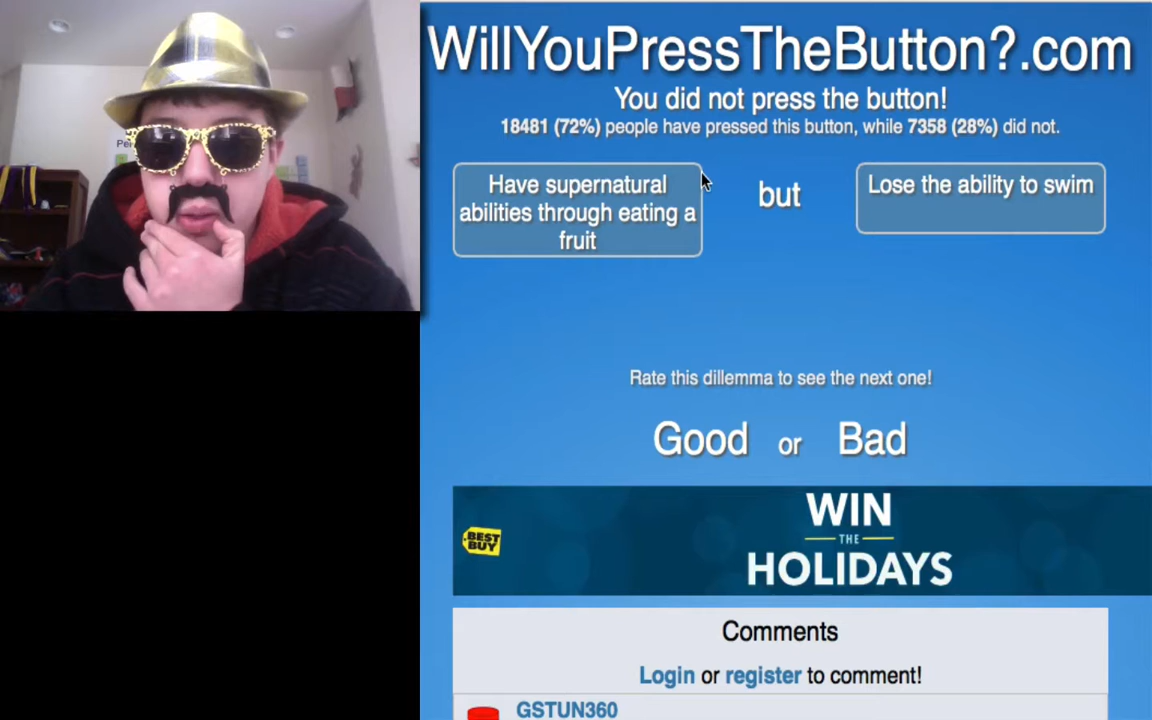 WillYouPressTheButton?.com
You did not press the button!
18481 (72%) people have pressed this button, while 7358 (28%) did not.
Have supernatural
abilities through eating a
fruit
but
Lose the ability to swim
Rate this dillemma to see the next one!
Good or Bad
BEST
BUY
WIN
THE
HOLIDAYS
Comments
Login or register to comment!
GSTUN360